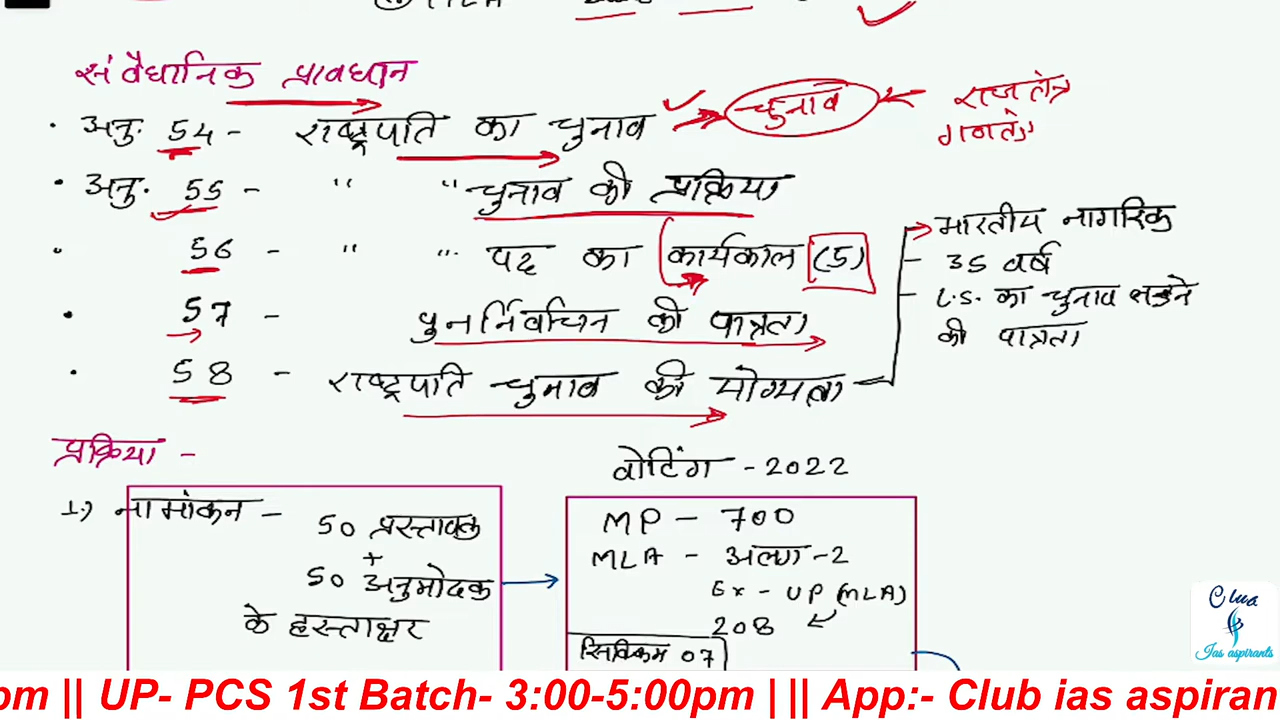 संवैधानिक प्रावधान
• अनु. 54 - राष्ट्रपति का चुनाव
चुनाव
राजतंत्र
गणतंत्र
• अनु. 55 - " " चुनाव की प्रक्रिया
• 56 - " " पद का कार्यकाल (5)
• 57 - पुनर्निर्वाचन की पात्रता
• 58 - राष्ट्रपति चुनाव की योग्यता
भारतीय नागरिक
- 35 वर्ष
- L.S. का चुनाव लड़ने
की पात्रता
प्रक्रिया -
1.) नामांकन - 50 प्रस्तावक
+
50 अनुमोदक
के हस्ताक्षर
वोटिंग - 2022
MP - 700
MLA - अलग-2
Ex - UP (MLA)
208
सिक्किम 07
Club
Ias aspirants
pm || UP- PCS 1st Batch- 3:00-5:00pm | || App:- Club ias aspiran